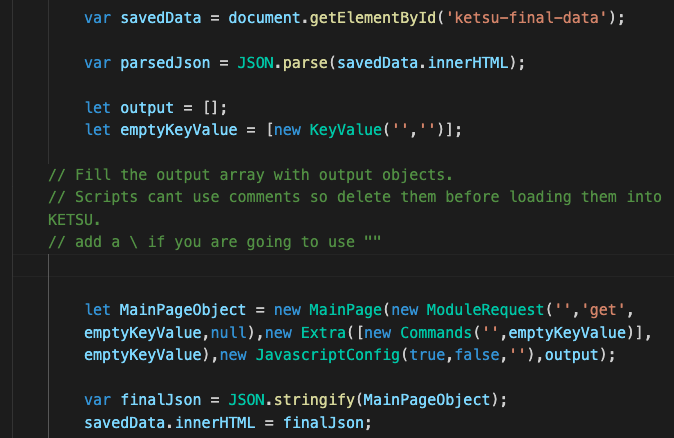 var savedData = document.getElementById('ketsu-final-data');
var parsedJson = JSON.parse(savedData.innerHTML);
let output = [];
let emptyKeyValue = [new KeyValue('','')];
// Fill the output array with output objects.
// Scripts cant use comments so delete them before loading them into
KETSU.
// add a \ if you are going to use ""
let MainPageObject = new MainPage(new ModuleRequest('','get',
emptyKeyValue,null),new Extra([new Commands('',emptyKeyValue)],
emptyKeyValue),new JavascriptConfig(true,false,''),output);
var finalJson = JSON.stringify(MainPageObject);
savedData.innerHTML = finalJson;